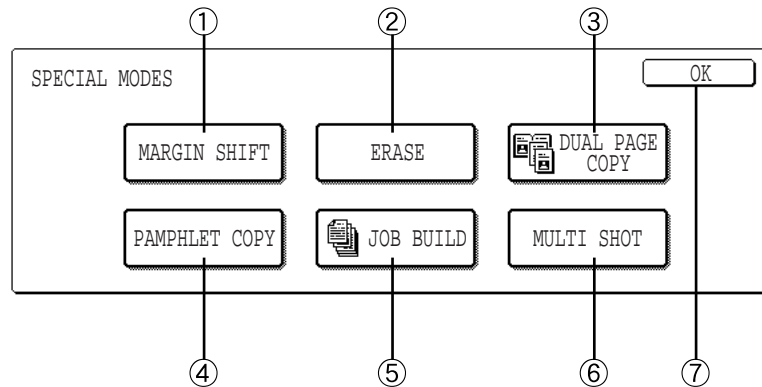 ① ② ③
SPECIAL MODES
OK
MARGIN SHIFT
ERASE
DUAL PAGE
COPY
PAMPHLET COPY
JOB BUILD
MULTI SHOT
④ ⑤ ⑥ ⑦